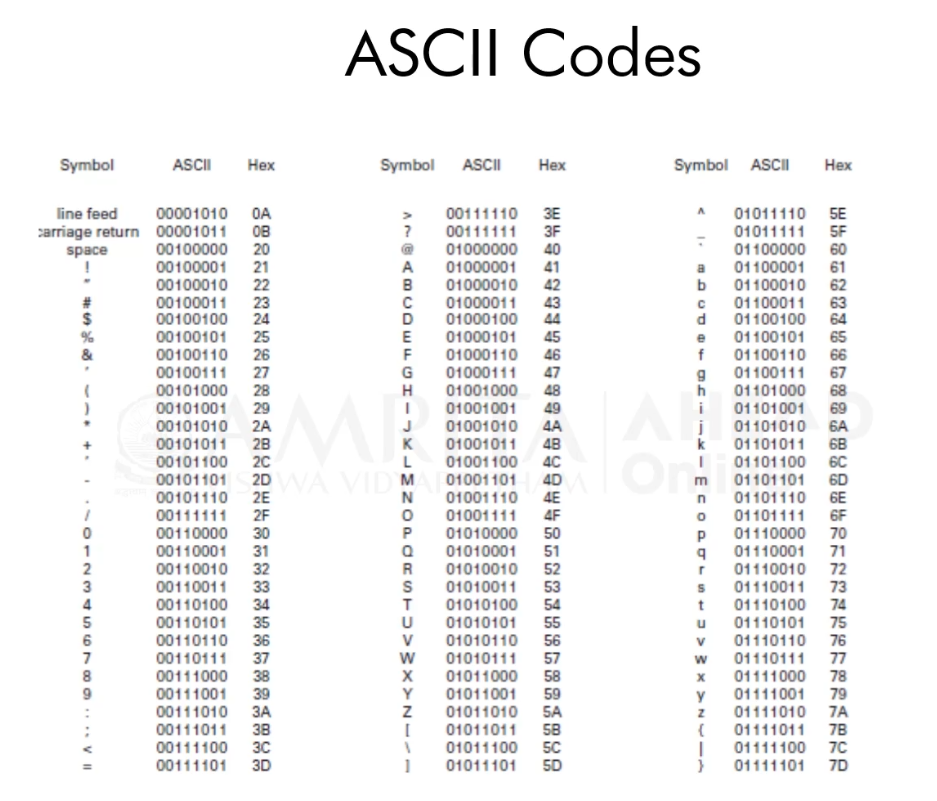 ASCII Codes
Symbol ASCII Hex Symbol ASCII Hex Symbol ASCII Hex
line feed 00001010 0A > 00111110 3E ^ 01011110 5E
carriage return 00001011 0B ? 00111111 3F _ 01011111 5F
space 00100000 20 @ 01000000 40 ` 01100000 60
! 00100001 21 A 01000001 41 a 01100001 61
" 00100010 22 B 01000010 42 b 01100010 62
# 00100011 23 C 01000011 43 c 01100011 63
$ 00100100 24 D 01000100 44 d 01100100 64
% 00100101 25 E 01000101 45 e 01100101 65
& 00100110 26 F 01000110 46 f 01100110 66
' 00100111 27 G 01000111 47 g 01100111 67
( 00101000 28 H 01001000 48 h 01101000 68
) 00101001 29 I 01001001 49 i 01101001 69
* 00101010 2A J 01001010 4A j 01101010 6A
+ 00101011 2B K 01001011 4B k 01101011 6B
' 00101100 2C L 01001100 4C l 01101100 6C
- 00101101 2D M 01001101 4D m 01101101 6D
. 00101110 2E N 01001110 4E n 01101110 6E
/ 00111111 2F O 01001111 4F o 01101111 6F
0 00110000 30 P 01010000 50 p 01110000 70
1 00110001 31 Q 01010001 51 q 01110001 71
2 00110010 32 R 01010010 52 r 01110010 72
3 00110011 33 S 01010011 53 s 01110011 73
4 00110100 34 T 01010100 54 t 01110100 74
5 00110101 35 U 01010101 55 u 01110101 75
6 00110110 36 V 01010110 56 v 01110110 76
7 00110111 37 W 01010111 57 w 01110111 77
8 00111000 38 X 01011000 58 x 01111000 78
9 00111001 39 Y 01011001 59 y 01111001 79
: 00111010 3A Z 01011010 5A z 01111010 7A
; 00111011 3B [ 01011011 5B { 01111011 7B
< 00111100 3C \ 01011100 5C | 01111100 7C
= 00111101 3D ] 01011101 5D } 01111101 7D
AMRITA
VISHWA VIDYAPEETHAM
AHEAD
Online